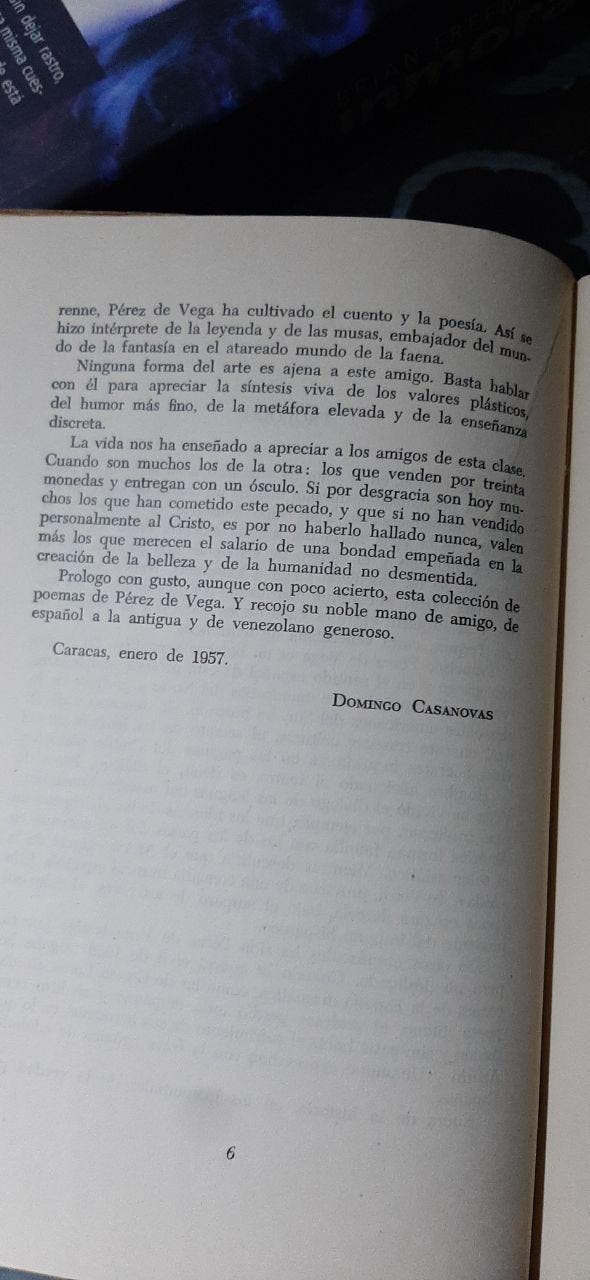 in dejar rastro,
a misma cues-
de está
inmora
renne, Pérez de Vega ha cultivado el cuento y la poesía. Así se
hizo intérprete de la leyenda y de las musas, embajador del mun-
do de la fantasía en el atareado mundo de la faena.
Ninguna forma del arte es ajena a este amigo. Basta hablar
con él para apreciar la síntesis viva de los valores plásticos,
del humor más fino, de la metáfora elevada y de la enseñanza
discreta.
La vida nos ha enseñado a apreciar a los amigos de esta clase.
Cuando son muchos los de la otra: los que venden por treinta
monedas y entregan con un ósculo. Si por desgracia son hoy mu-
chos los que han cometido este pecado, y que si no han vendido
personalmente al Cristo, es por no haberlo hallado nunca, valen
más los que merecen el salario de una bondad empeñada en la
creación de la belleza y de la humanidad no desmentida.
Prologo con gusto, aunque con poco acierto, esta colección de
poemas de Pérez de Vega. Y recojo su noble mano de amigo, de
español a la antigua y de venezolano generoso.
Caracas, enero de 1957.
Domingo Casanovas
6